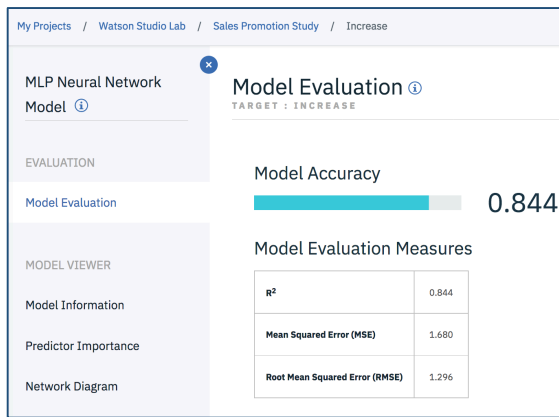 My Projects / Watson Studio Lab / Sales Promotion Study / Increase
MLP Neural Network
Model
EVALUATION
Model Evaluation
MODEL VIEWER
Model Information
Predictor Importance
Network Diagram
Model Evaluation
TARGET : INCREASE
Model Accuracy
0.844
Model Evaluation Measures
R² 0.844
Mean Squared Error (MSE) 1.680
Root Mean Squared Error (RMSE) 1.296